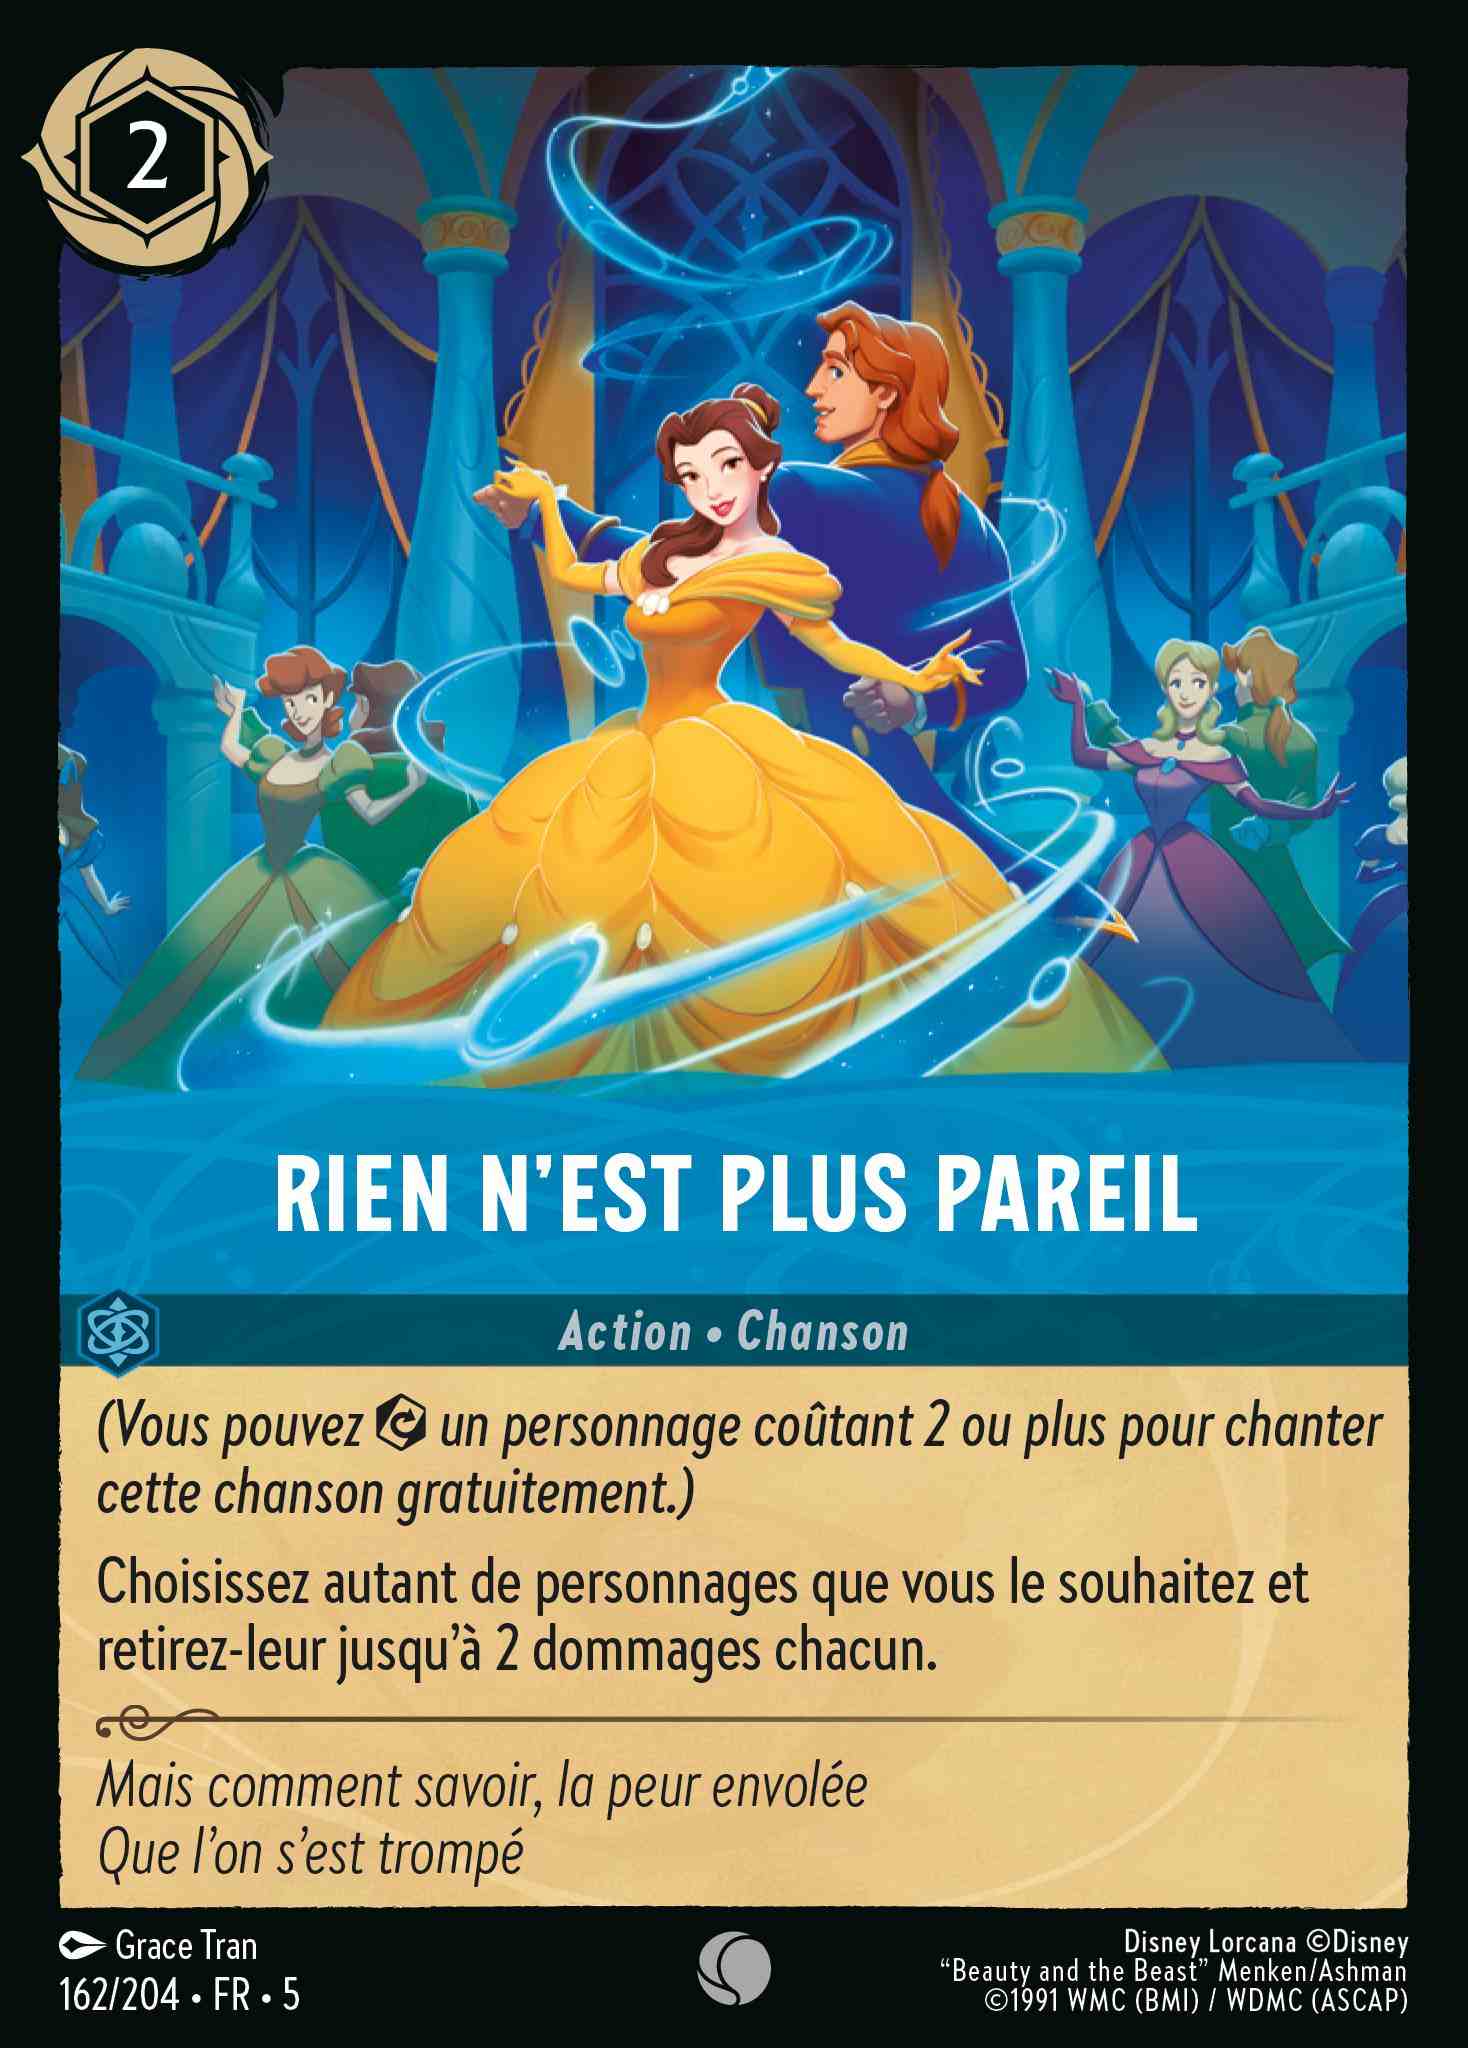 2
RIEN N’EST PLUS PAREIL
Action • Chanson
(Vous pouvez un personnage coûtant 2 ou plus pour chanter
cette chanson gratuitement.)
Choisissez autant de personnages que vous le souhaitez et
retirez-leur jusqu’à 2 dommages chacun.
Mais comment savoir, la peur envolée
Que l’on s’est trompé
Grace Tran
162/204 • FR • 5
Disney Lorcana ©Disney
“Beauty and the Beast” Menken/Ashman
©1991 WMC (BMI) / WDMC (ASCAP)